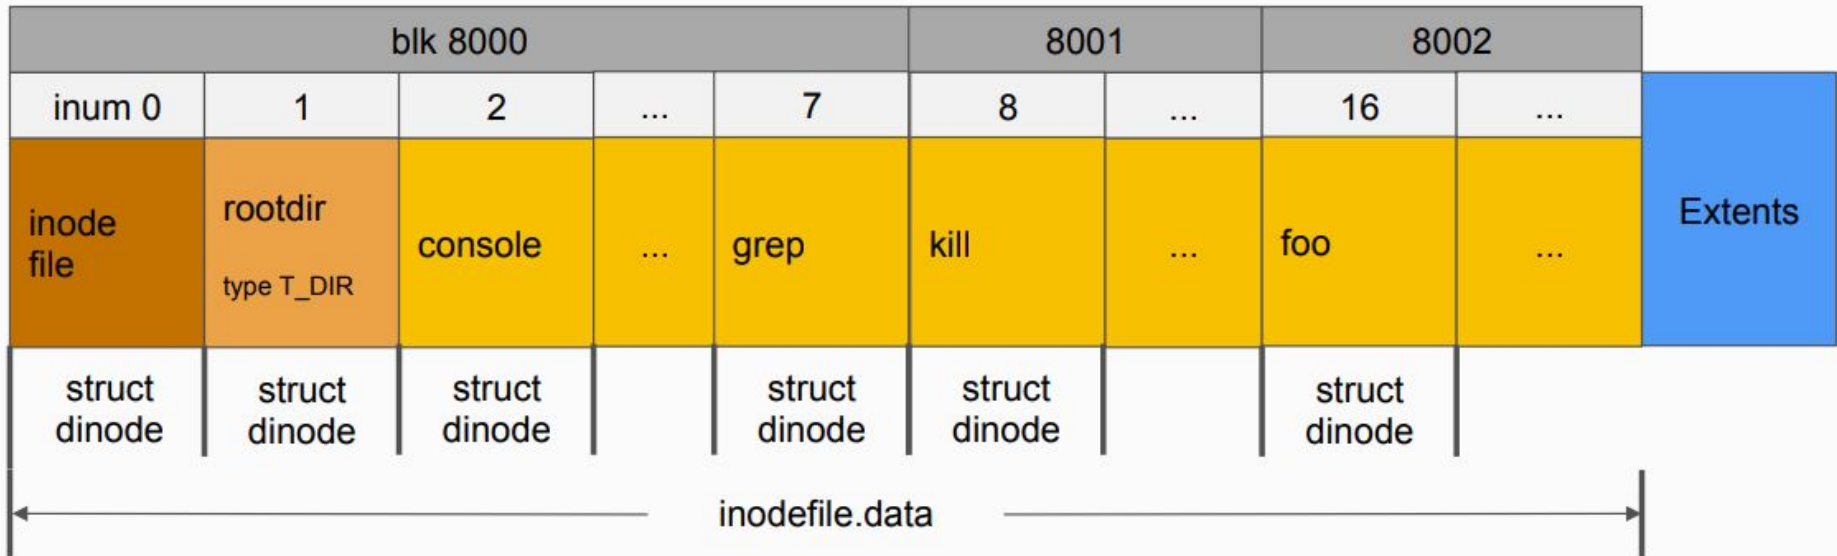 blk 8000 8001 8002
inum 0 1 2 ... 7 8 ... 16 ...
inode
file
rootdir
type T_DIR
console
...
grep
kill
...
foo
...
Extents
struct
dinode
struct
dinode
struct
dinode
struct
dinode
struct
dinode
struct
dinode
inodefile.data